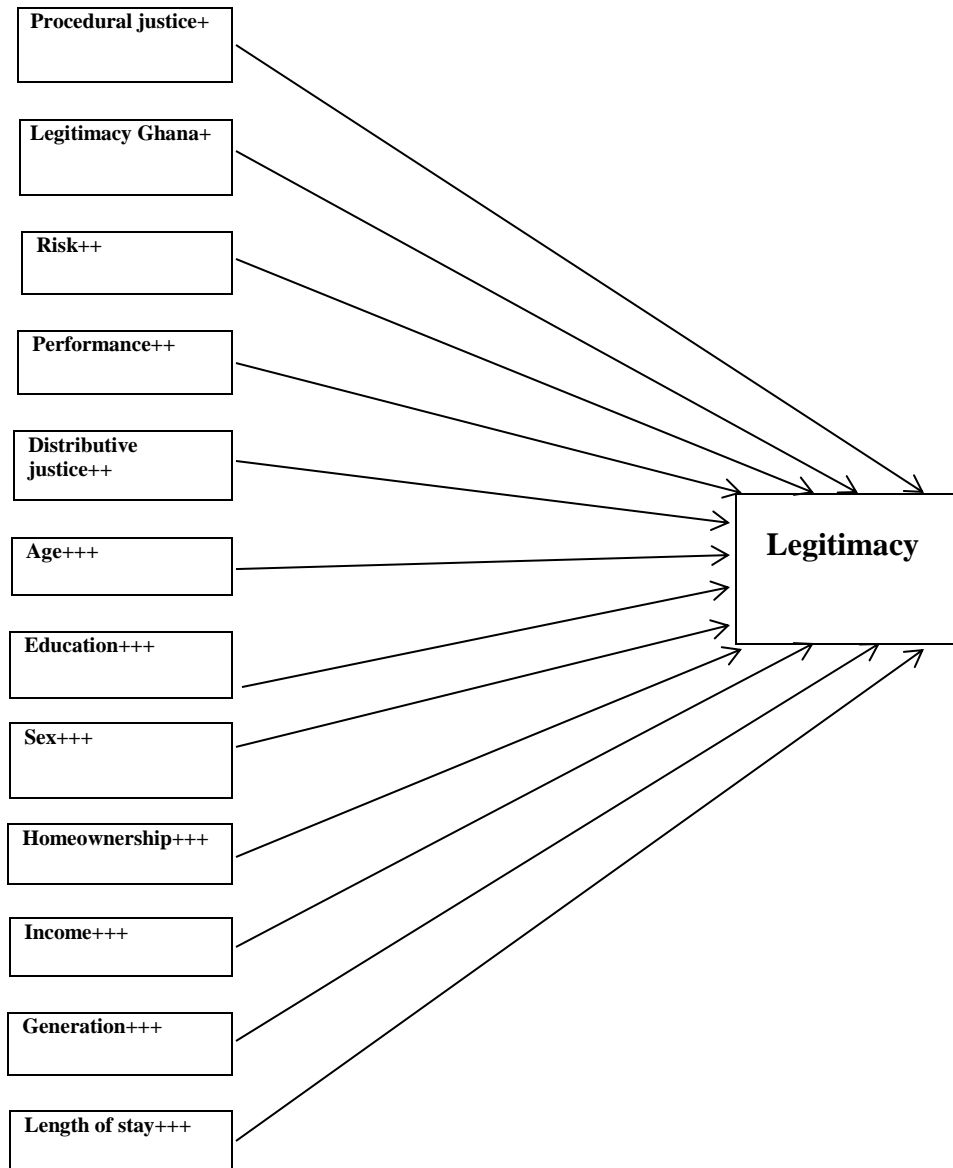 Procedural justice+
Legitimacy Ghana+
Risk++
Performance++
Distributive
justice++
Age+++
Legitimacy
Education+++
Sex+++
Homeownership+++
Income+++
Generation+++
Length of stay+++